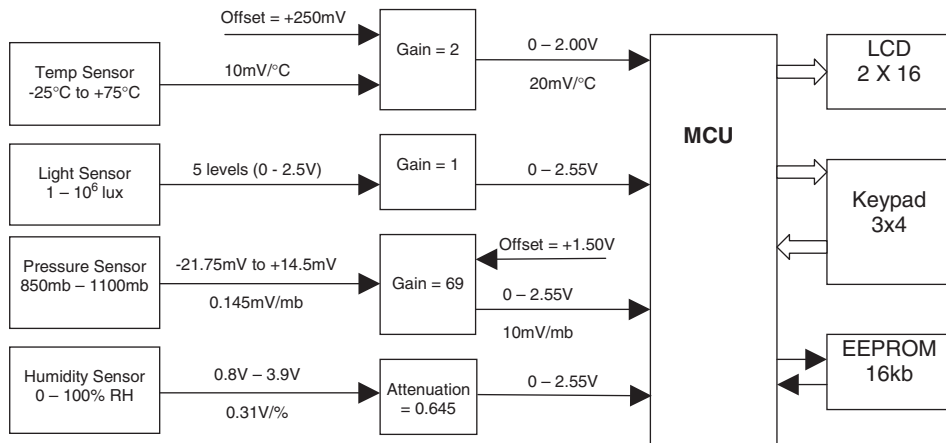 Offset = +250mV
Temp Sensor
-25°C to +75°C
10mV/°C
Gain = 2
0 – 2.00V
20mV/°C
Light Sensor
1 – 10⁶ lux
5 levels (0 - 2.5V)
Gain = 1
0 – 2.55V
Pressure Sensor
850mb – 1100mb
-21.75mV to +14.5mV
0.145mV/mb
Gain = 69
Offset = +1.50V
0 – 2.55V
10mV/mb
Humidity Sensor
0 – 100% RH
0.8V – 3.9V
0.31V/%
Attenuation
= 0.645
0 – 2.55V
MCU
LCD
2 X 16
Keypad
3x4
EEPROM
16kb